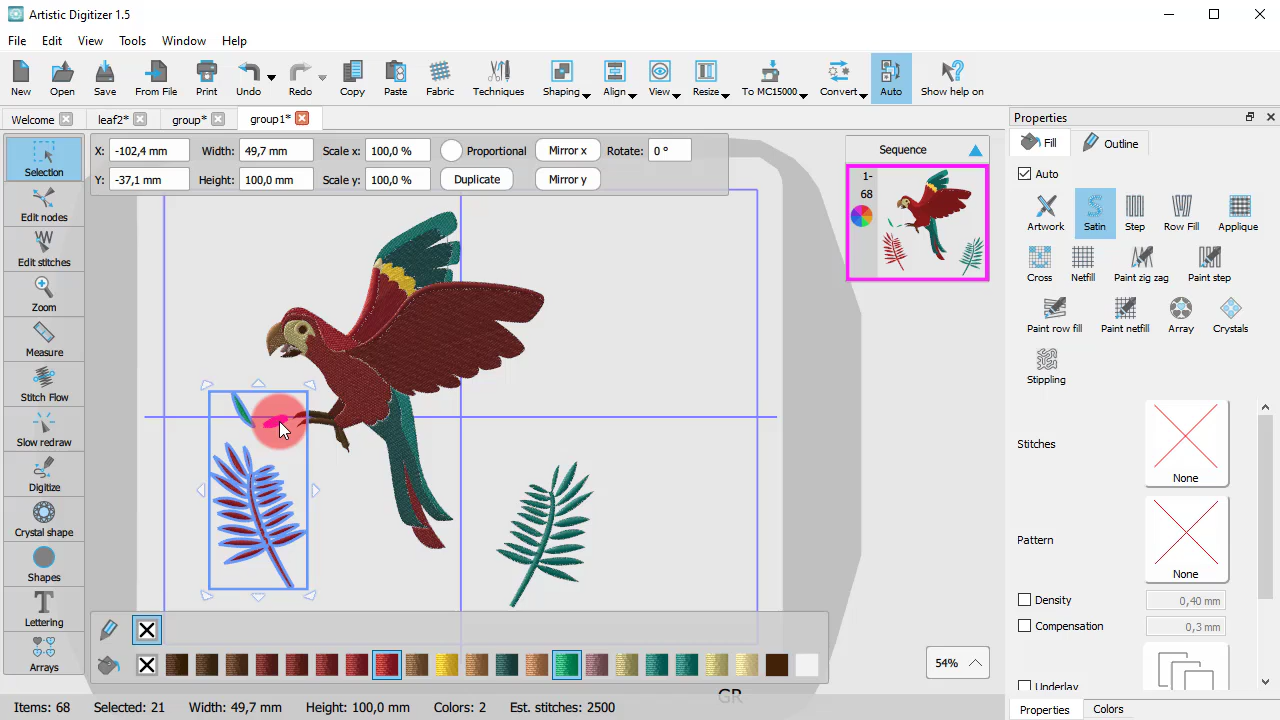 Artistic Digitizer 1.5
File Edit View Tools Window Help
New Open Save From File Print Undo Redo Copy Paste Fabric Techniques Shaping Align View Resize To MC15000 Convert Auto Show help on
Welcome leaf2* group* group1*
Properties
X: -102,4 mm Width: 49,7 mm Scale x: 100,0 % Proportional Mirror x Rotate: 0 °
Y: -37,1 mm Height: 100,0 mm Scale y: 100,0 % Duplicate Mirror y
Sequence
1-
68
Fill Outline
Auto
Artwork Satin Step Row Fill Applique
Cross Netfill Paint zig zag Paint step
Paint row fill Paint netfill Array Crystals
Stippling
Stitches
None
Pattern
None
Density 0,40 mm
Compensation 0,3 mm
Underlay
Properties Colors
Selection
Edit nodes
Edit stitches
Zoom
Measure
Stitch Flow
Slow redraw
Digitize
Crystal shape
Shapes
Lettering
Arrays
54%
GR
Items: 68 Selected: 21 Width: 49,7 mm Height: 100,0 mm Colors: 2 Est. stitches: 2500